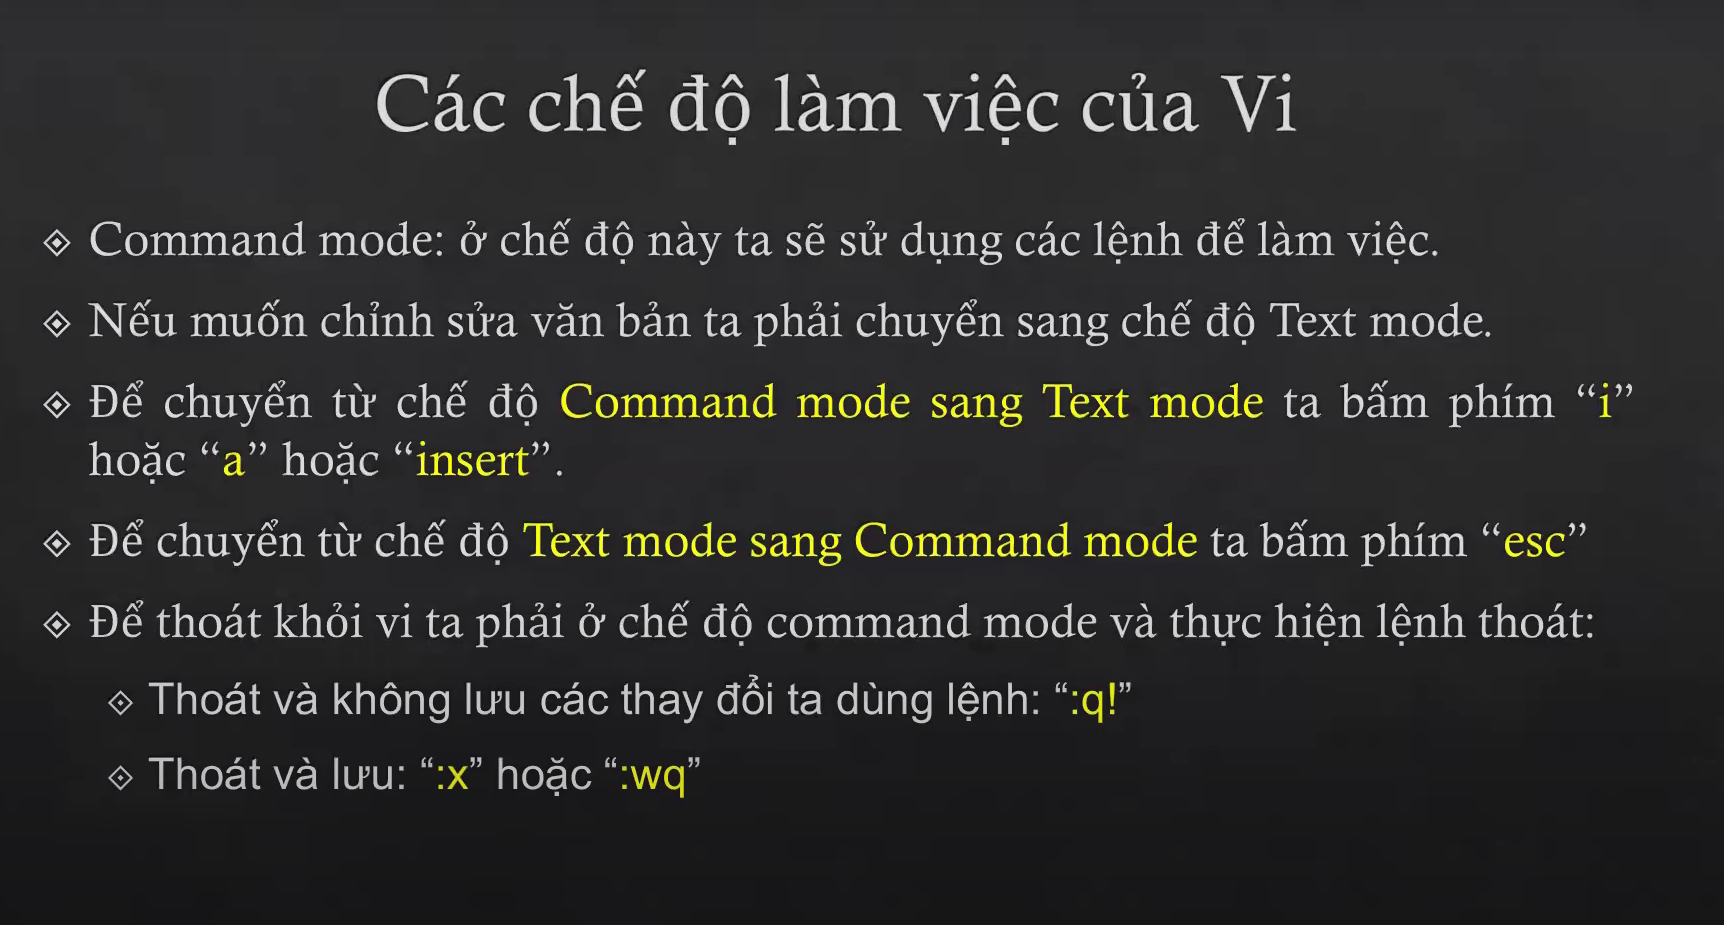 Các chế độ làm việc của Vi
Command mode: ở chế độ này ta sẽ sử dụng các lệnh để làm việc.
Nếu muốn chỉnh sửa văn bản ta phải chuyển sang chế độ Text mode.
Để chuyển từ chế độ Command mode sang Text mode ta bấm phím “i”
hoặc “a” hoặc “insert”.
Để chuyển từ chế độ Text mode sang Command mode ta bấm phím “esc”
Để thoát khỏi vi ta phải ở chế độ command mode và thực hiện lệnh thoát:
Thoát và không lưu các thay đổi ta dùng lệnh: “:q!”
Thoát và lưu: “:x” hoặc “:wq”